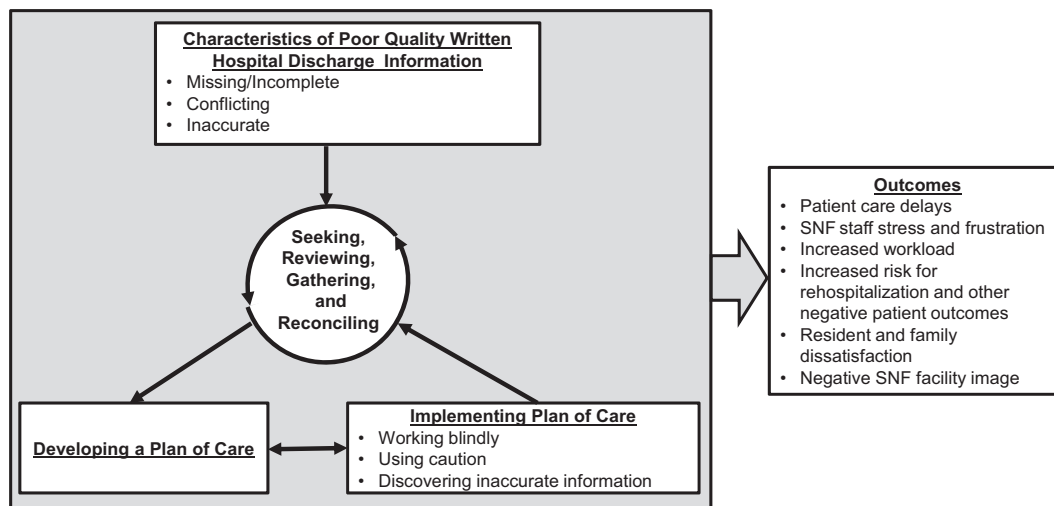 Characteristics of Poor Quality Written
Hospital Discharge Information
• Missing/Incomplete
• Conflicting
• Inaccurate
Seeking,
Reviewing,
Gathering,
and
Reconciling
Developing a Plan of Care
Implementing Plan of Care
• Working blindly
• Using caution
• Discovering inaccurate information
Outcomes
• Patient care delays
• SNF staff stress and frustration
• Increased workload
• Increased risk for
rehospitalization and other
negative patient outcomes
• Resident and family
dissatisfaction
• Negative SNF facility image